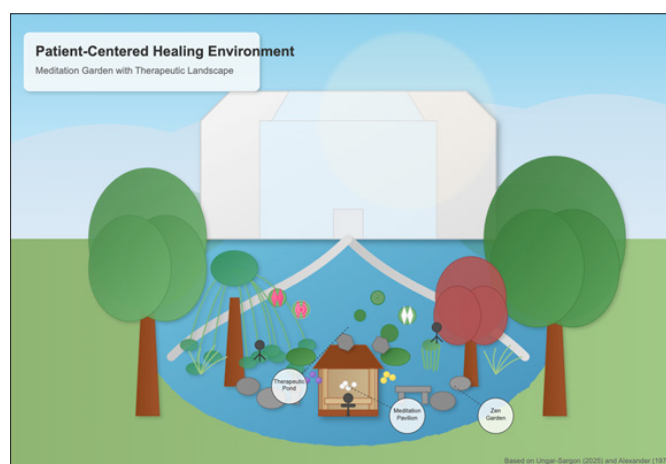 Patient-Centered Healing Environment
Meditation Garden with Therapeutic Landscape
Therapeutic
Pond
Meditation
Pavilion
Zen
Garden
Based on Ungar-Sargon (2025) and Alexander (193